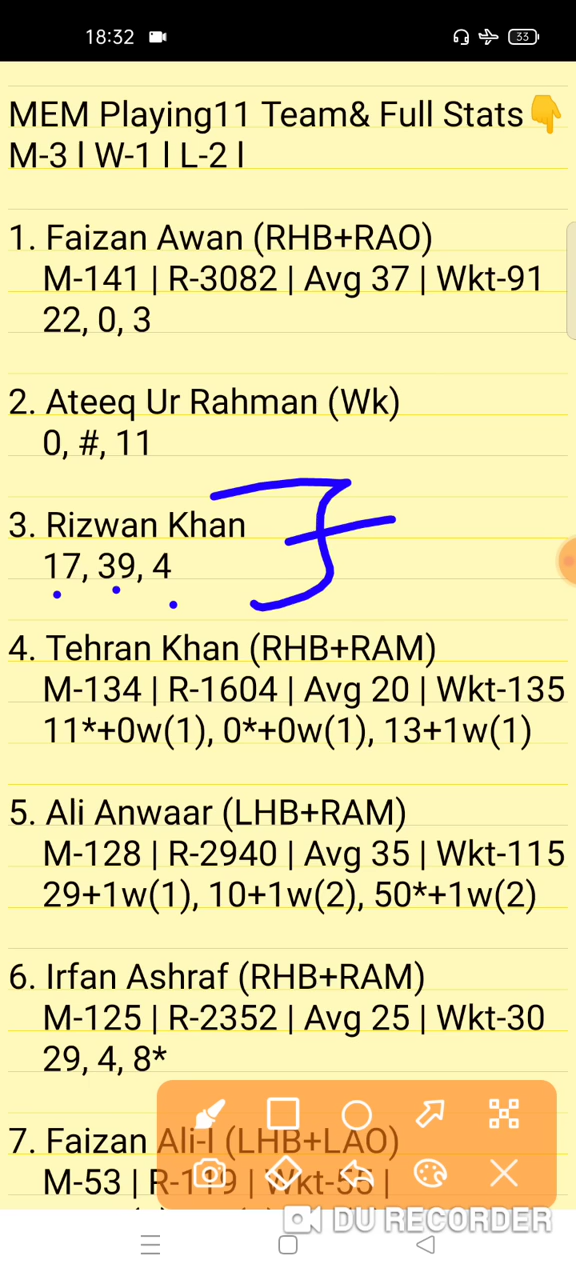 18:32
33
MEM Playing11 Team& Full Stats👇
M-3 | W-1 | L-2 |
1. Faizan Awan (RHB+RAO)
M-141 | R-3082 | Avg 37 | Wkt-91
22, 0, 3
2. Ateeq Ur Rahman (Wk)
0, #, 11
3. Rizwan Khan
17, 39, 4
4. Tehran Khan (RHB+RAM)
M-134 | R-1604 | Avg 20 | Wkt-135
11*+0w(1), 0*+0w(1), 13+1w(1)
5. Ali Anwaar (LHB+RAM)
M-128 | R-2940 | Avg 35 | Wkt-115
29+1w(1), 10+1w(2), 50*+1w(2)
6. Irfan Ashraf (RHB+RAM)
M-125 | R-2352 | Avg 25 | Wkt-30
29, 4, 8*
7. Faizan Ali-I (LHB+LAO)
M-53 | R-119 | Wkt-55 |
DU RECORDER